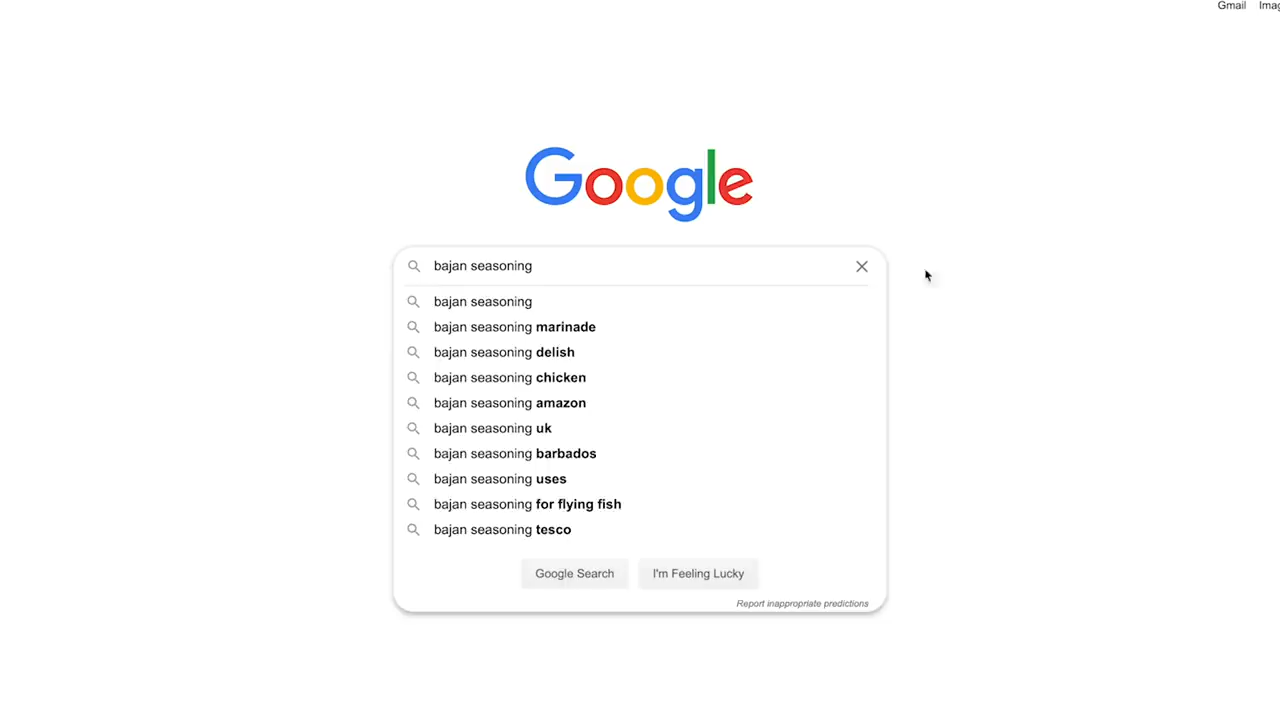 Gmail Imag
Google
bajan seasoning
bajan seasoning
bajan seasoning marinade
bajan seasoning delish
bajan seasoning chicken
bajan seasoning amazon
bajan seasoning uk
bajan seasoning barbados
bajan seasoning uses
bajan seasoning for flying fish
bajan seasoning tesco
Google Search I'm Feeling Lucky
Report inappropriate predictions